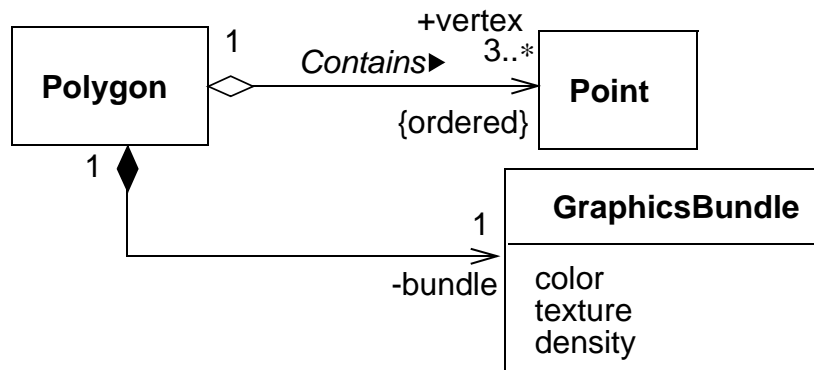 1
+vertex
Contains▶
3..*
Polygon
Point
{ordered}
1
GraphicsBundle
1
-bundle
color
texture
density